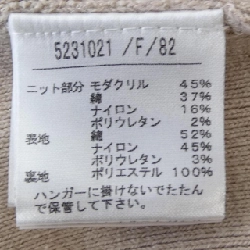 5231021 /F/82
ニット部分 モダクリル 45%
綿 37%
ナイロン 16%
ポリウレタン 2%
表地 綿 52%
ナイロン 45%
ポリウレタン 3%
裏地 ポリエステル 100%
ハンガーに掛けないでたたん
で保管して下さい。